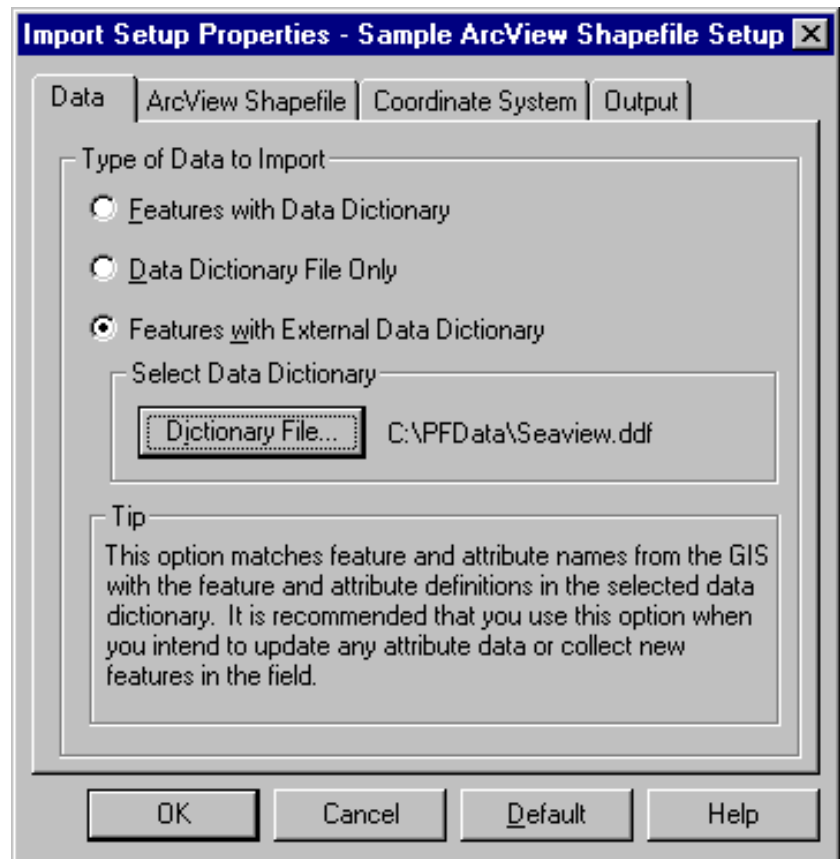 Import Setup Properties - Sample ArcView Shapefile Setup
Data
ArcView Shapefile
Coordinate System
Output
Type of Data to Import
Features with Data Dictionary
Data Dictionary File Only
Features with External Data Dictionary
Select Data Dictionary
Dictionary File...
C:\PFData\Seaview.ddf
Tip
This option matches feature and attribute names from the GIS
with the feature and attribute definitions in the selected data
dictionary. It is recommended that you use this option when
you intend to update any attribute data or collect new
features in the field.
OK
Cancel
Default
Help